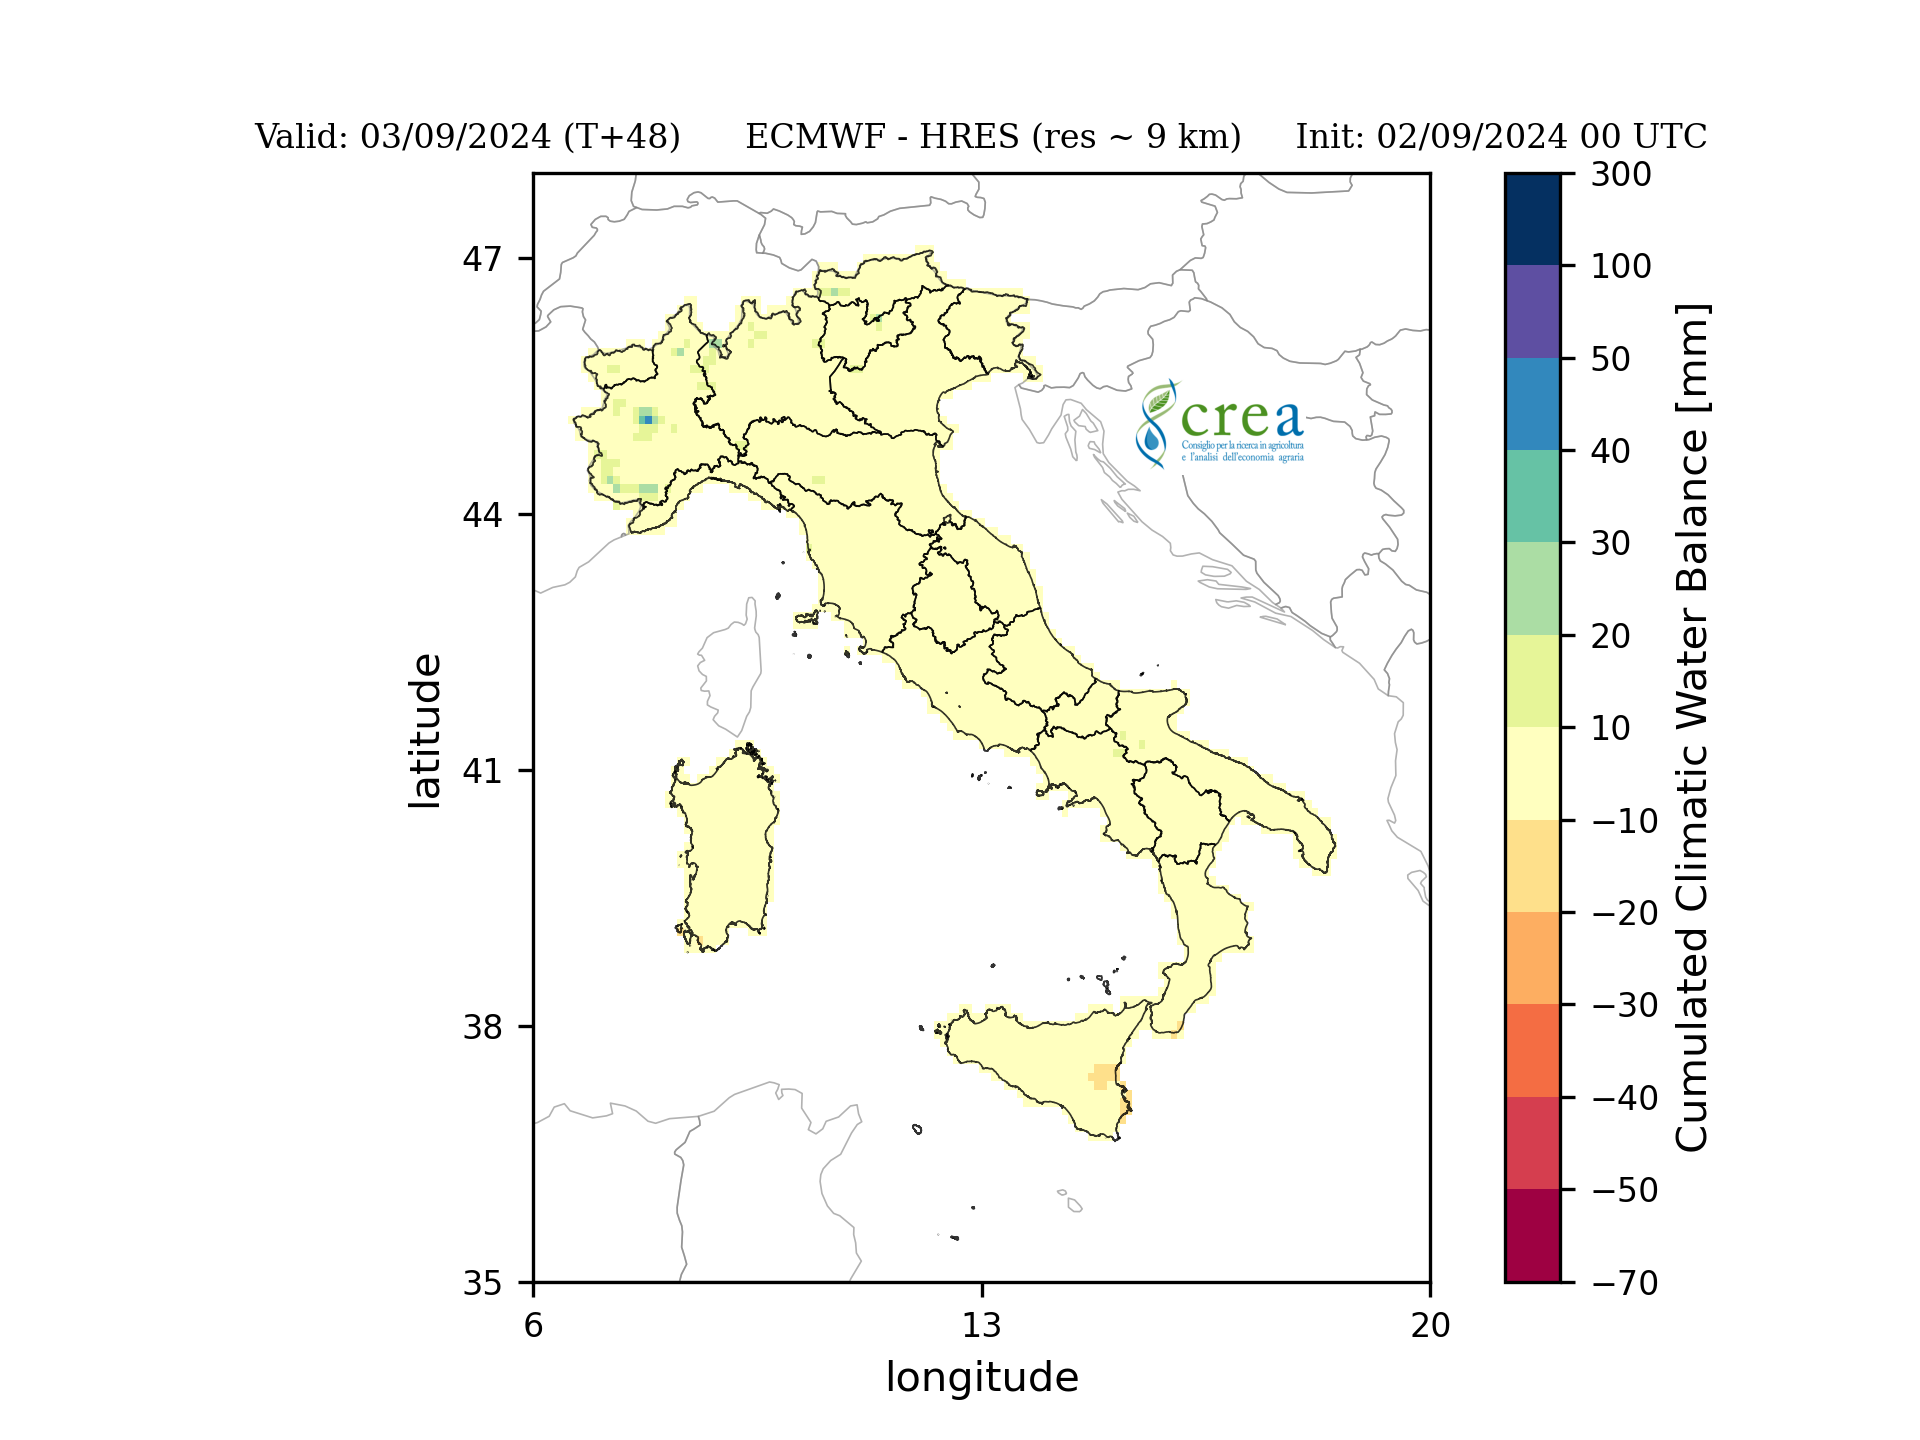 Valid: 03/09/2024 (T+48) ECMWF - HRES (res ~ 9 km) Init: 02/09/2024 00 UTC
300
100
50
40
30
20
10
−10
−20
−30
−40
−50
−70
Cumulated Climatic Water Balance [mm]
47
44
41
38
35
latitude
6 13 20
longitude
crea
Consiglio per la ricerca in agricoltura
e l'analisi dell'economia agraria